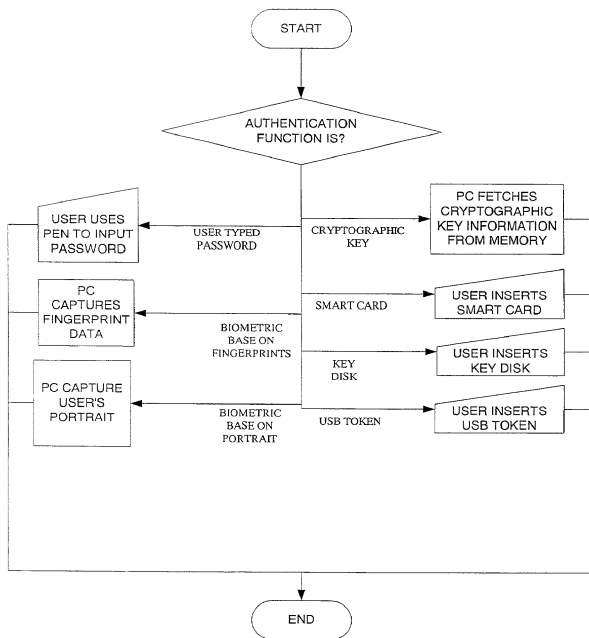 START
AUTHENTICATION
FUNCTION IS?
USER USES
PEN TO INPUT
PASSWORD
USER TYPED
PASSWORD
CRYPTOGRAPHIC
KEY
PC FETCHES
CRYPTOGRAPHIC
KEY INFORMATION
FROM MEMORY
PC
CAPTURES
FINGERPRINT
DATA
BIOMETRIC
BASE ON
FINGERPRINTS
SMART CARD
USER INSERTS
SMART CARD
KEY
DISK
USER INSERTS
KEY DISK
PC CAPTURE
USER'S
PORTRAIT
BIOMETRIC
BASE ON
PORTRAIT
USB TOKEN
USER INSERTS
USB TOKEN
END